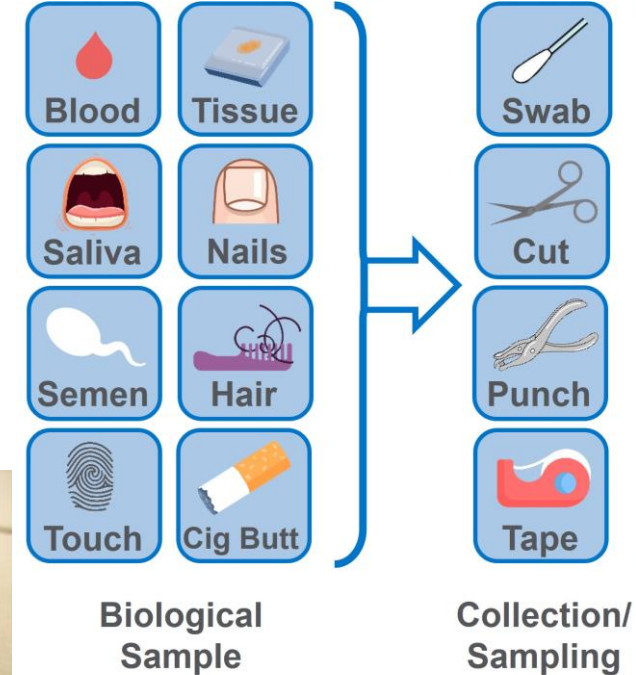 Blood
Tissue
Swab
Saliva
Nails
Cut
Semen
Hair
Punch
Touch
Cig Butt
Tape
Biological
Sample
Collection/
Sampling